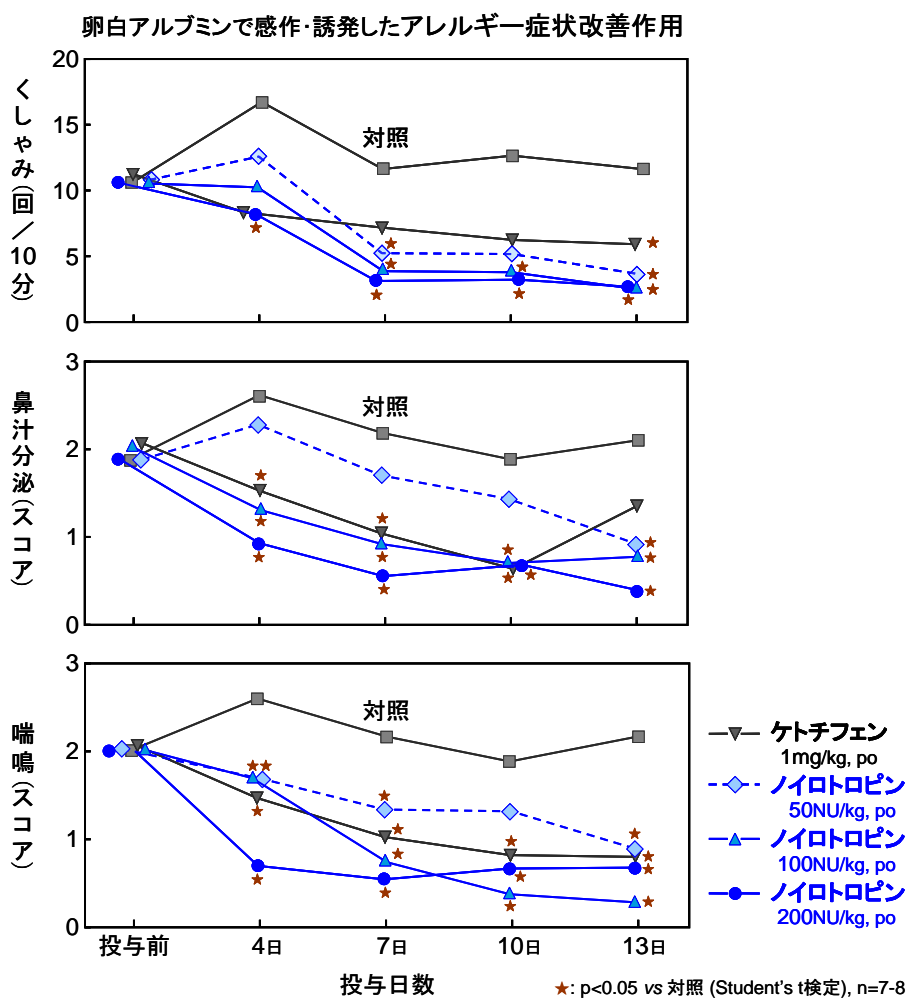 卵白アルブミンで感作･誘発したアレルギー症状改善作用
くしゃみ(回／10分)
20
15
10
5
0
対照
鼻汁分泌(スコア)
3
2
1
0
対照
喘鳴(スコア)
3
2
1
0
対照
投与前
4日
7日
10日
13日
投与日数
ケトチフェン
1mg/kg, po
ノイロトロピン
50NU/kg, po
ノイロトロピン
100NU/kg, po
ノイロトロピン
200NU/kg, po
★: p<0.05 vs 対照 (Student's t検定), n=7-8